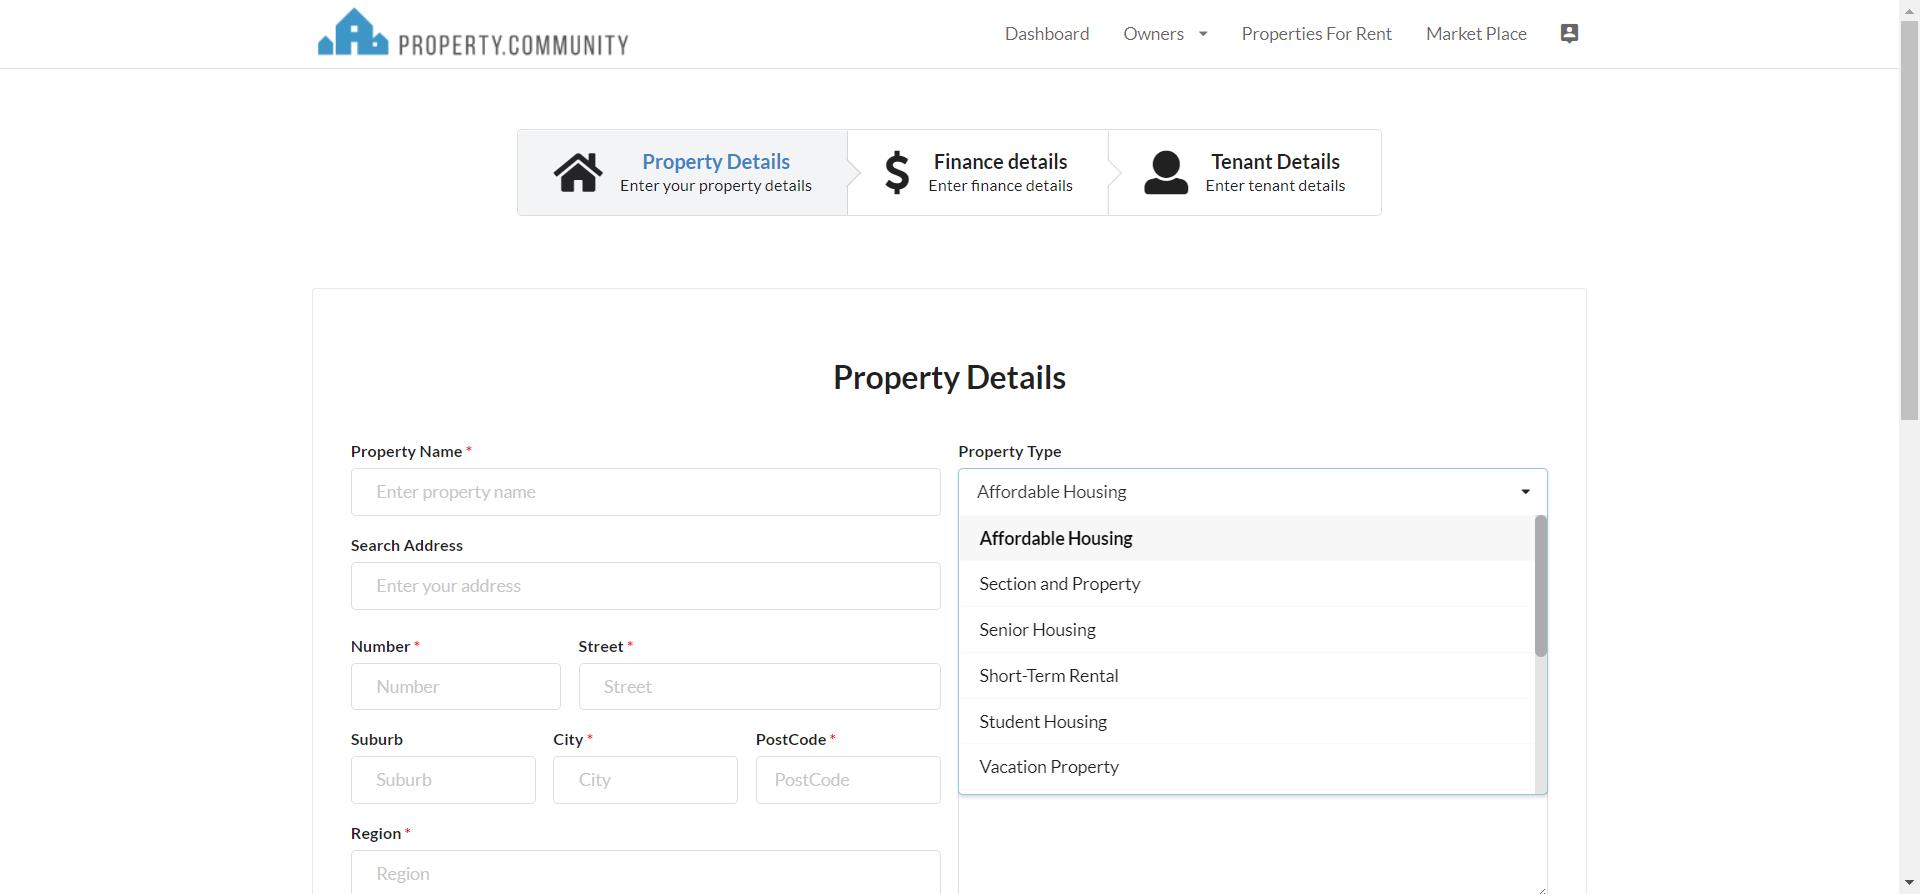 PROPERTY.COMMUNITY
Dashboard Owners Properties For Rent Market Place
Property Details
Enter your property details
$
Finance details
Enter finance details
Tenant Details
Enter tenant details
Property Details
Property Name *
Enter property name
Property Type
Affordable Housing
Affordable Housing
Section and Property
Senior Housing
Short-Term Rental
Student Housing
Vacation Property
Search Address
Enter your address
Number *
Number
Street *
Street
Suburb
Suburb
City *
City
PostCode *
PostCode
Region *
Region